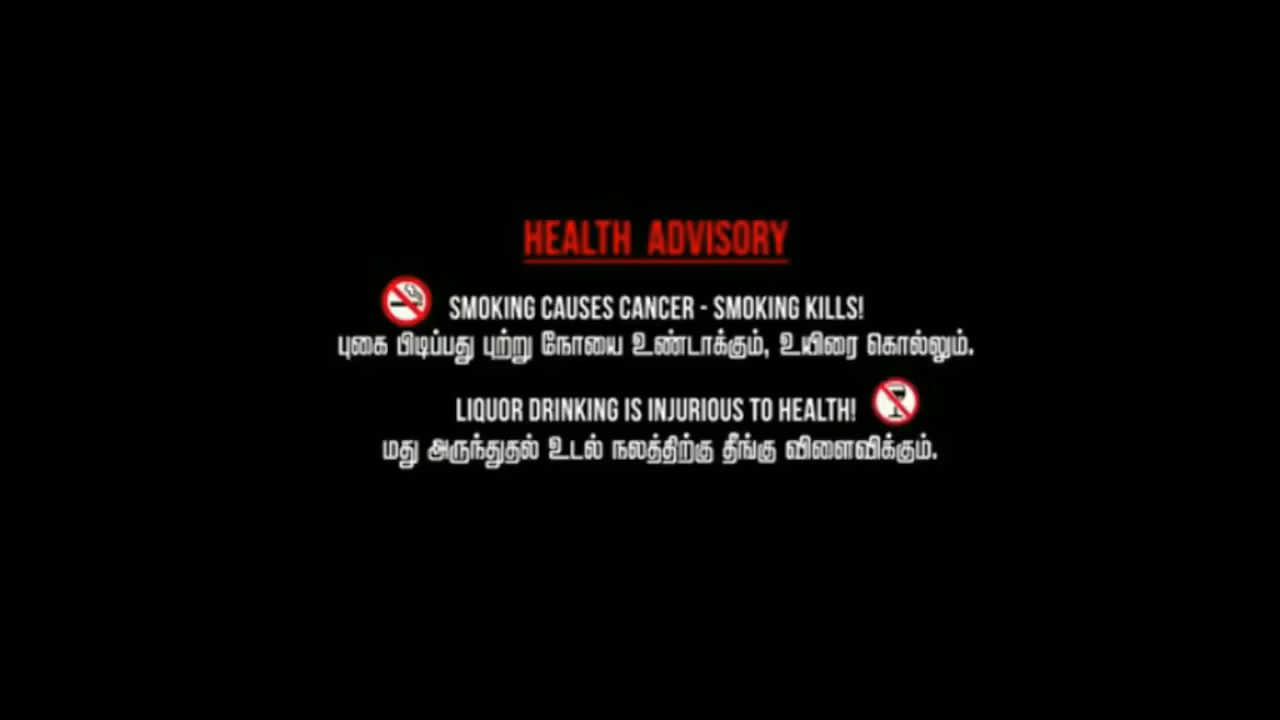 HEALTH ADVISORY
SMOKING CAUSES CANCER - SMOKING KILLS!
புகை பிடிப்பது புற்று நோயை உண்டாக்கும், உயிரை கொல்லும்.
LIQUOR DRINKING IS INJURIOUS TO HEALTH!
மது அருந்துதல் உடல் நலத்திற்கு தீங்கு விளைவிக்கும்.